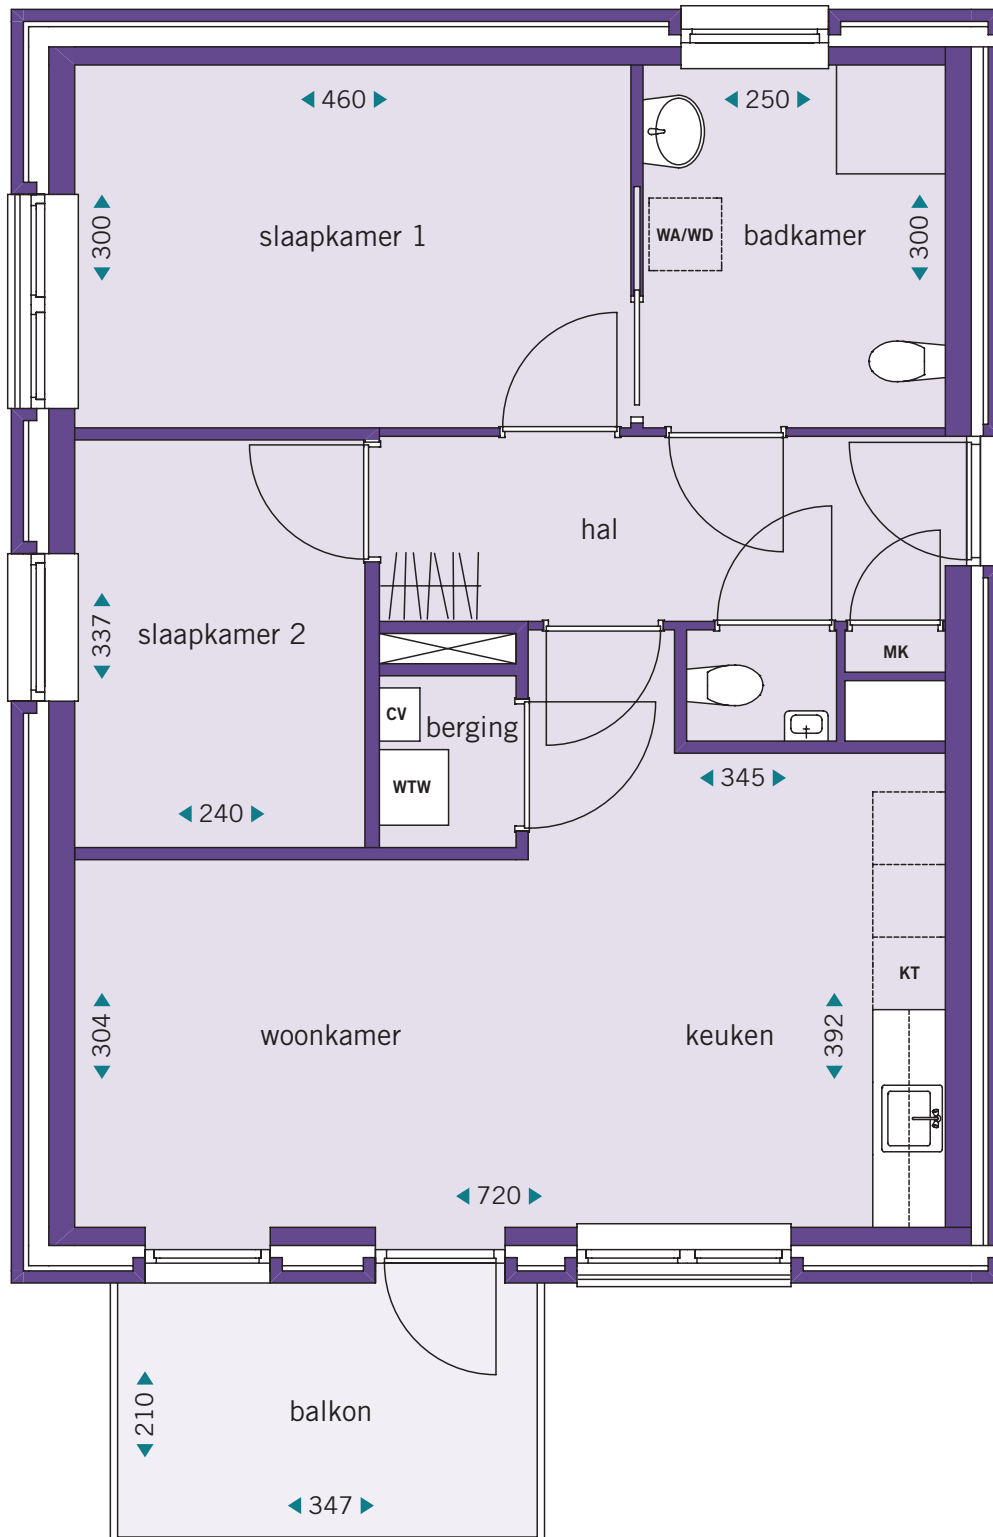 460
250
300
slaapkamer 1
WA/WD
badkamer
300
hal
337
slaapkamer 2
MK
CV
berging
WTW
345
240
KT
304
woonkamer
keuken
392
720
210
balkon
347